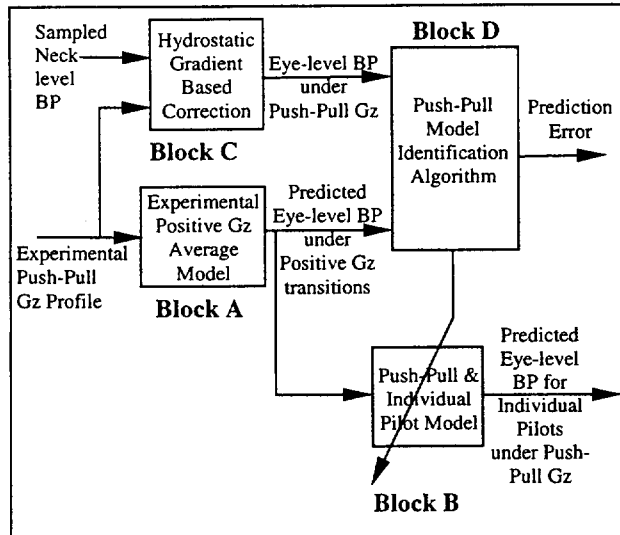 Sampled
Neck
level
BP
Hydrostatic
Gradient
Based
Correction
Block C
Eye-level BP
under
Push-Pull Gz
Block D
Push-Pull
Model
Identification
Algorithm
Prediction
Error
Experimental
Push-Pull
Gz Profile
Experimental
Positive Gz
Average
Model
Block A
Predicted
Eye-level BP
under
Positive Gz
transitions
Push-Pull &
Individual
Pilot Model
Block B
Predicted
Eye-level
BP for
Individual
Pilots
under Push-
Pull Gz